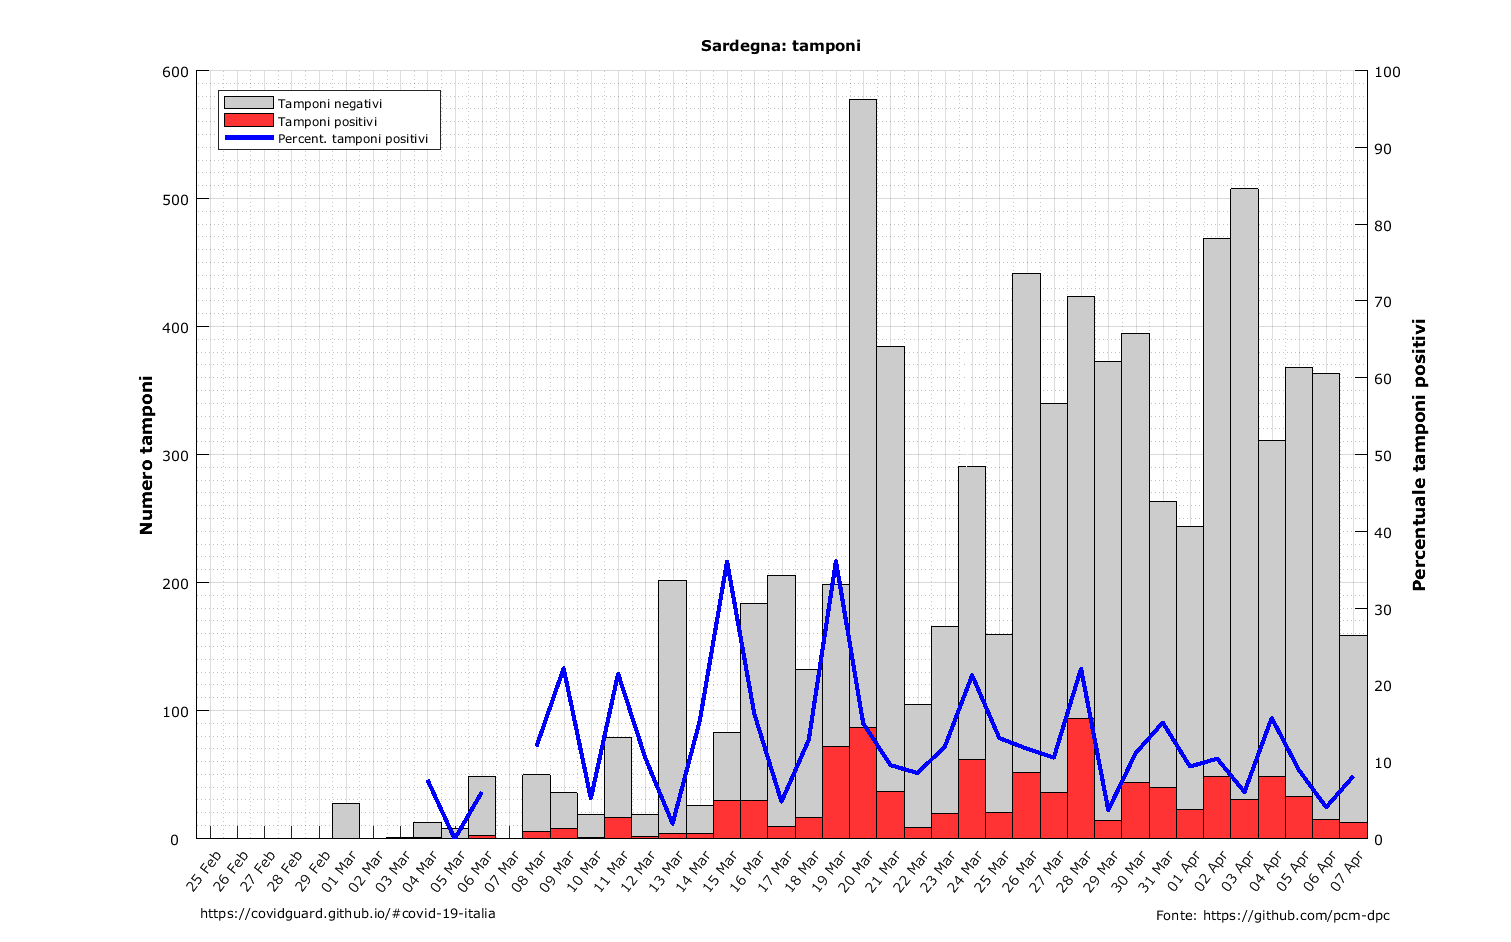 Sardegna: tamponi
Tamponi negativi
Tamponi positivi
Percent. tamponi positivi
Numero tamponi
600
500
400
300
200
100
0
100
90
80
70
60
50
40
30
20
10
0
Percentuale tamponi positivi
25 Feb
26 Feb
27 Feb
28 Feb
29 Feb
01 Mar
02 Mar
03 Mar
04 Mar
05 Mar
06 Mar
07 Mar
08 Mar
09 Mar
10 Mar
11 Mar
12 Mar
13 Mar
14 Mar
15 Mar
16 Mar
17 Mar
18 Mar
19 Mar
20 Mar
21 Mar
22 Mar
23 Mar
24 Mar
25 Mar
26 Mar
27 Mar
28 Mar
29 Mar
30 Mar
31 Mar
01 Apr
02 Apr
03 Apr
04 Apr
05 Apr
06 Apr
07 Apr
https://covidguard.github.io/#covid-19-italia
Fonte: https://github.com/pcm-dpc